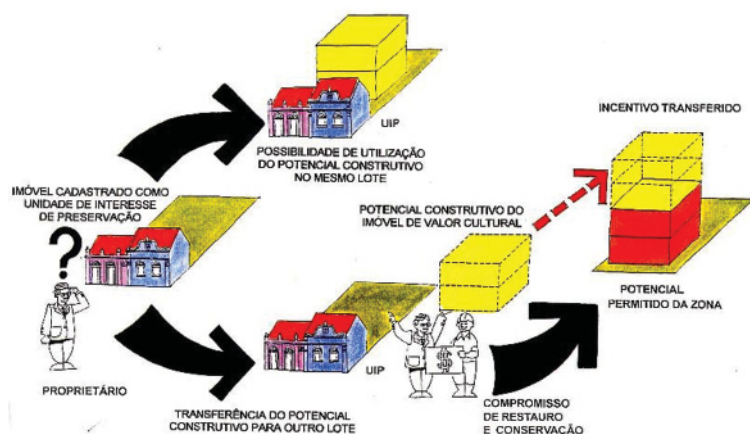 UIP
POSSIBILIDADE DE UTILIZAÇÃO
DO POTENCIAL CONSTRUTIVO
NO MESMO LOTE
IMÓVEL CADASTRADO COMO
UNIDADE DE INTERESSE
DE PRESERVAÇÃO
?
PROPRIETÁRIO
TRANSFERÊNCIA DO POTENCIAL
CONSTRUTIVO PARA OUTRO LOTE
UIP
POTENCIAL CONSTRUTIVO DO
IMÓVEL DE VALOR CULTURAL
$
COMPROMISSO
DE RESTAURO
E CONSERVAÇÃO
INCENTIVO TRANSFERIDO
POTENCIAL
PERMITIDO DA ZONA